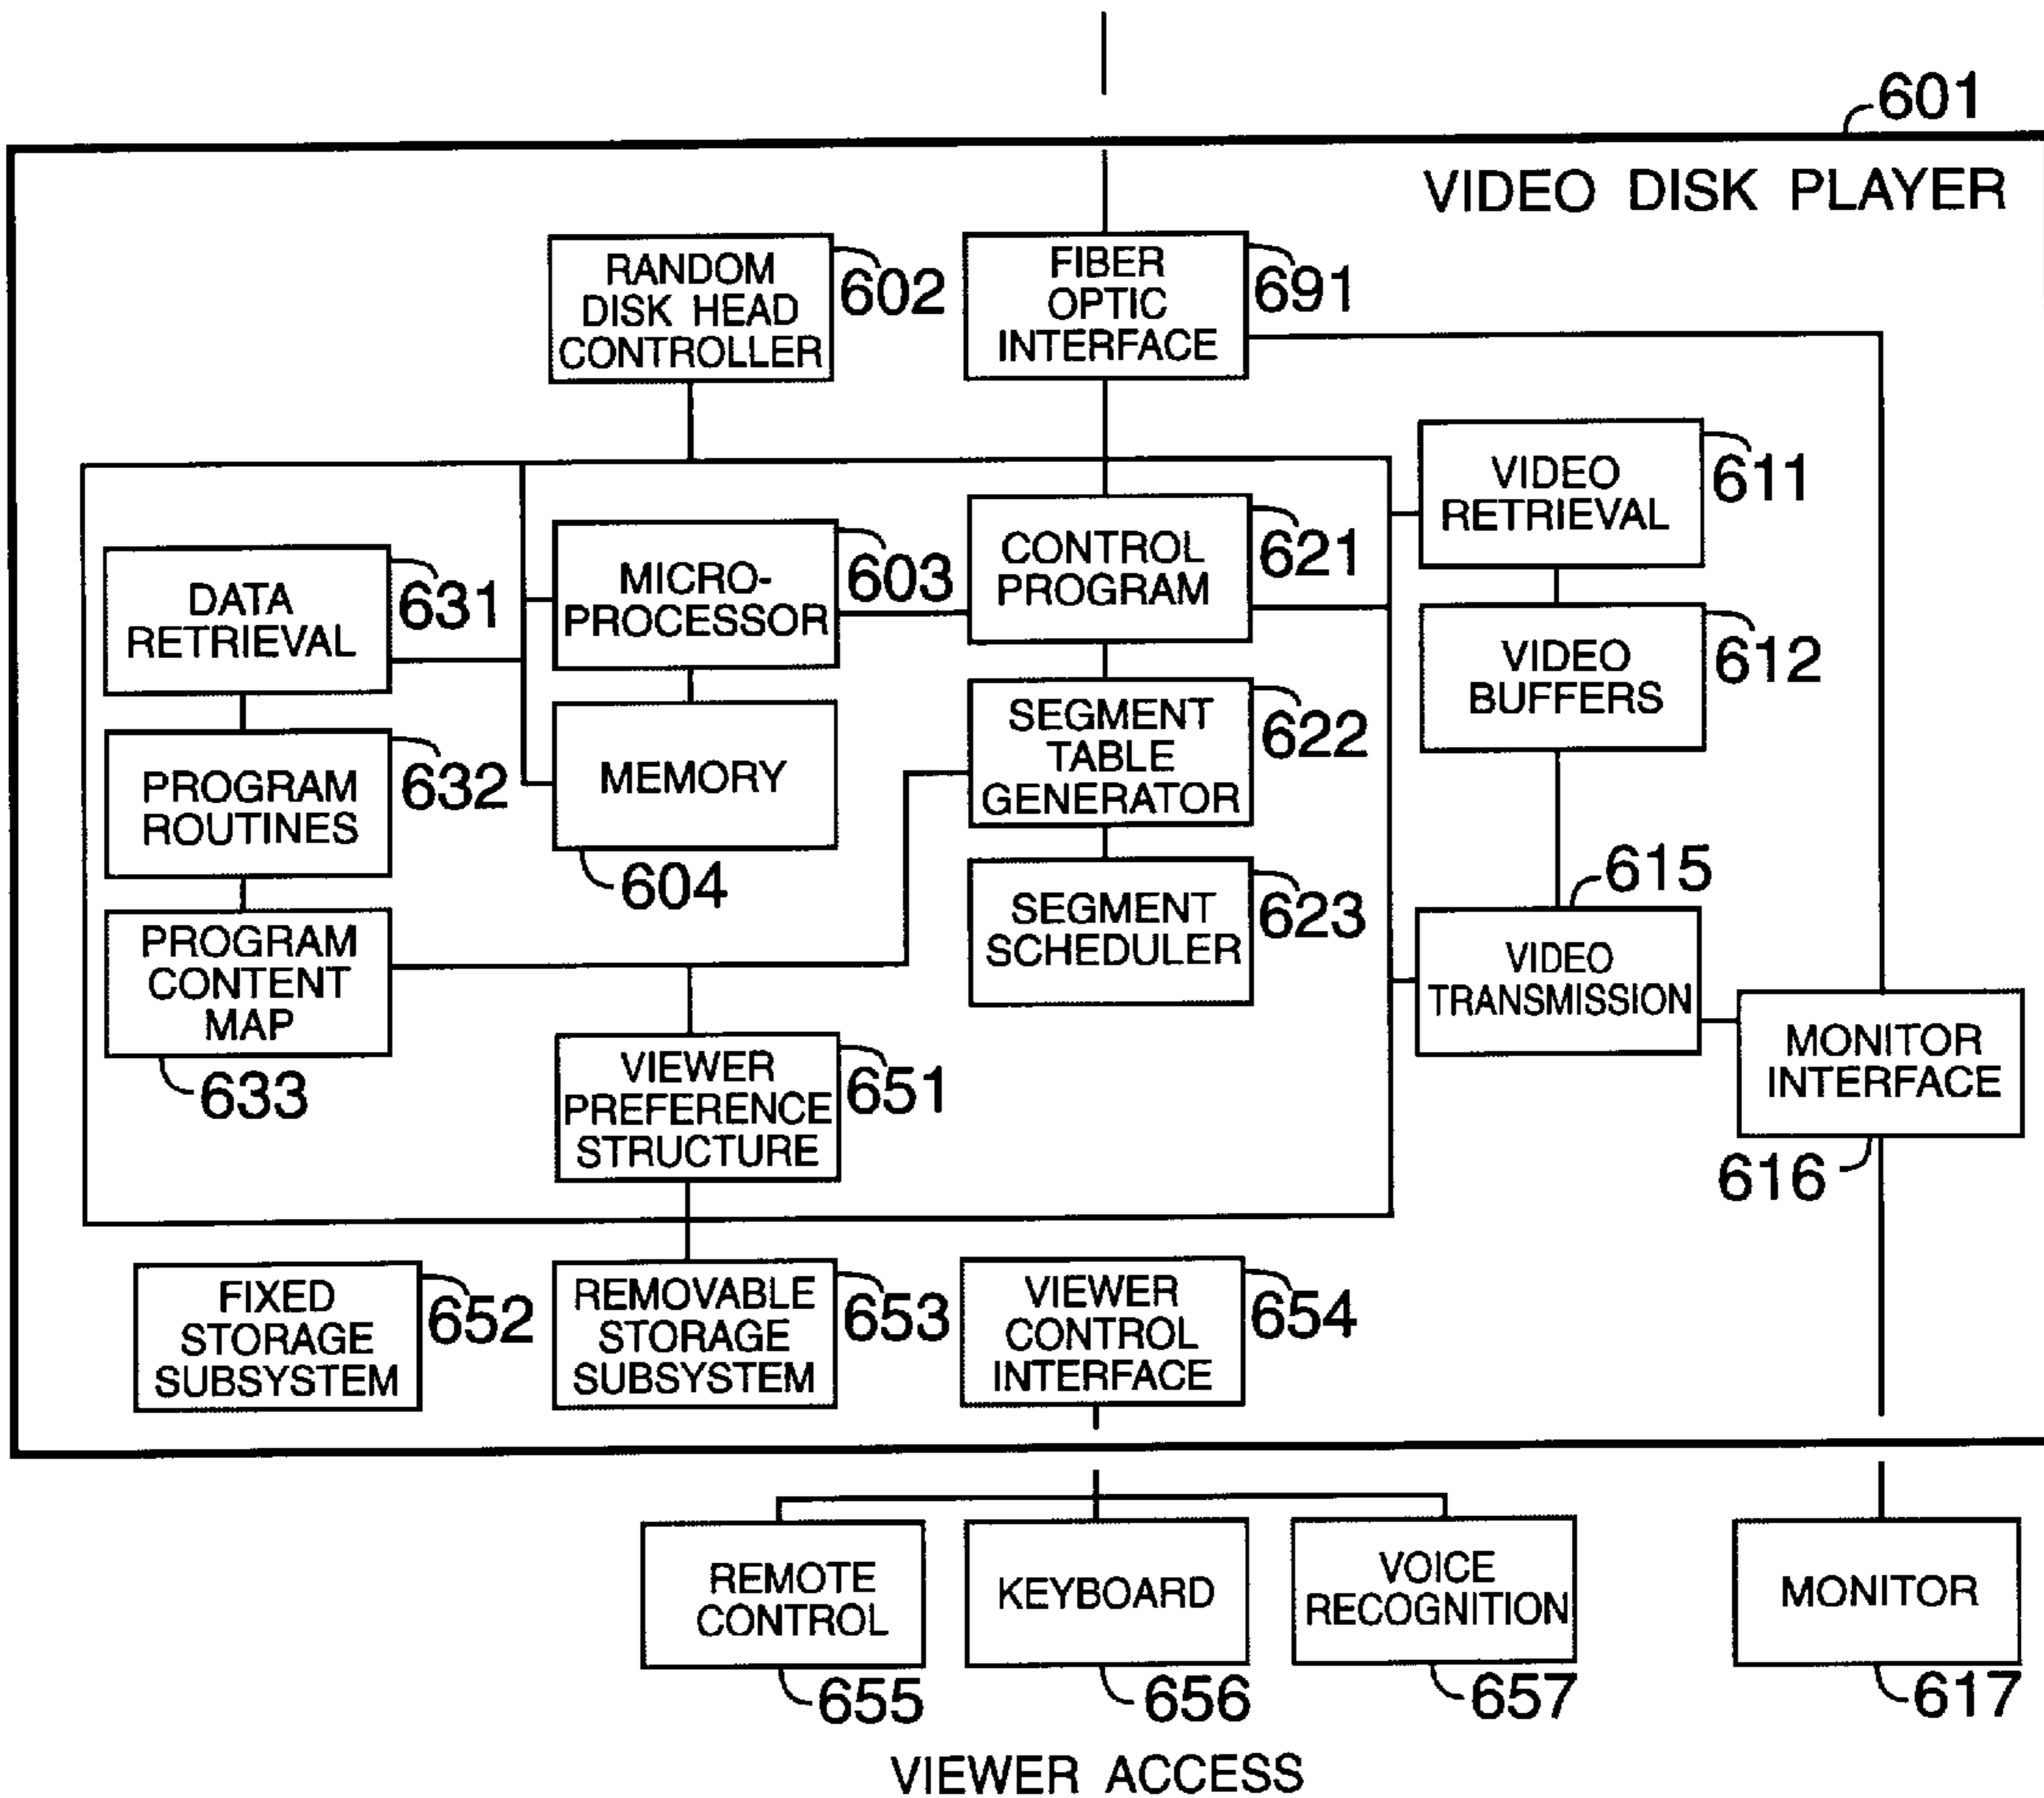 601
VIDEO DISK PLAYER
RANDOM
DISK HEAD
CONTROLLER
602
FIBER
OPTIC
INTERFACE
691
VIDEO
RETRIEVAL
611
DATA
RETRIEVAL
631
MICRO-
PROCESSOR
603
CONTROL
PROGRAM
621
VIDEO
BUFFERS
612
PROGRAM
ROUTINES
632
MEMORY
604
SEGMENT
TABLE
GENERATOR
622
PROGRAM
CONTENT
MAP
633
SEGMENT
SCHEDULER
623
615
VIDEO
TRANSMISSION
MONITOR
INTERFACE
616
VIEWER
PREFERENCE
STRUCTURE
651
FIXED
STORAGE
SUBSYSTEM
652
REMOVABLE
STORAGE
SUBSYSTEM
653
VIEWER
CONTROL
INTERFACE
654
REMOTE
CONTROL
655
KEYBOARD
656
VOICE
RECOGNITION
657
MONITOR
617
VIEWER ACCESS